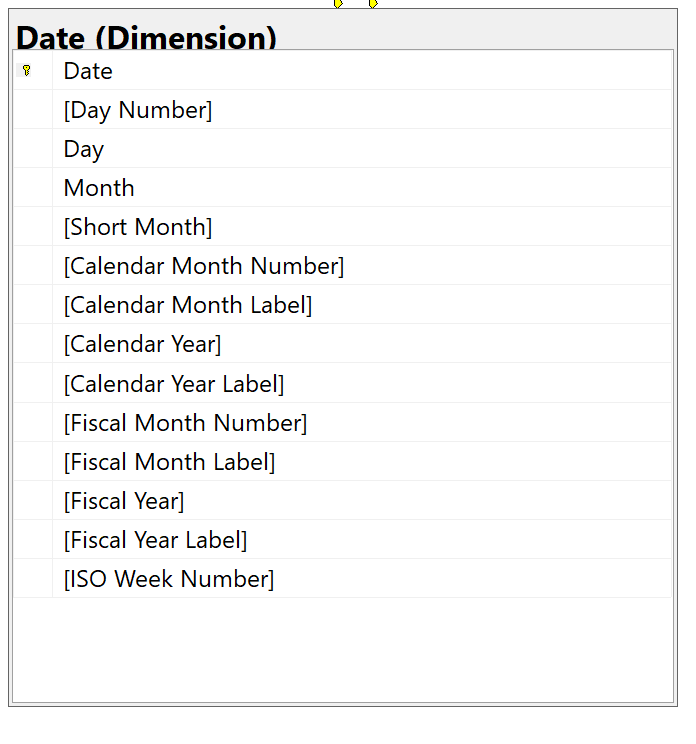 Date (Dimension)
Date
[Day Number]
Day
Month
[Short Month]
[Calendar Month Number]
[Calendar Month Label]
[Calendar Year]
[Calendar Year Label]
[Fiscal Month Number]
[Fiscal Month Label]
[Fiscal Year]
[Fiscal Year Label]
[ISO Week Number]